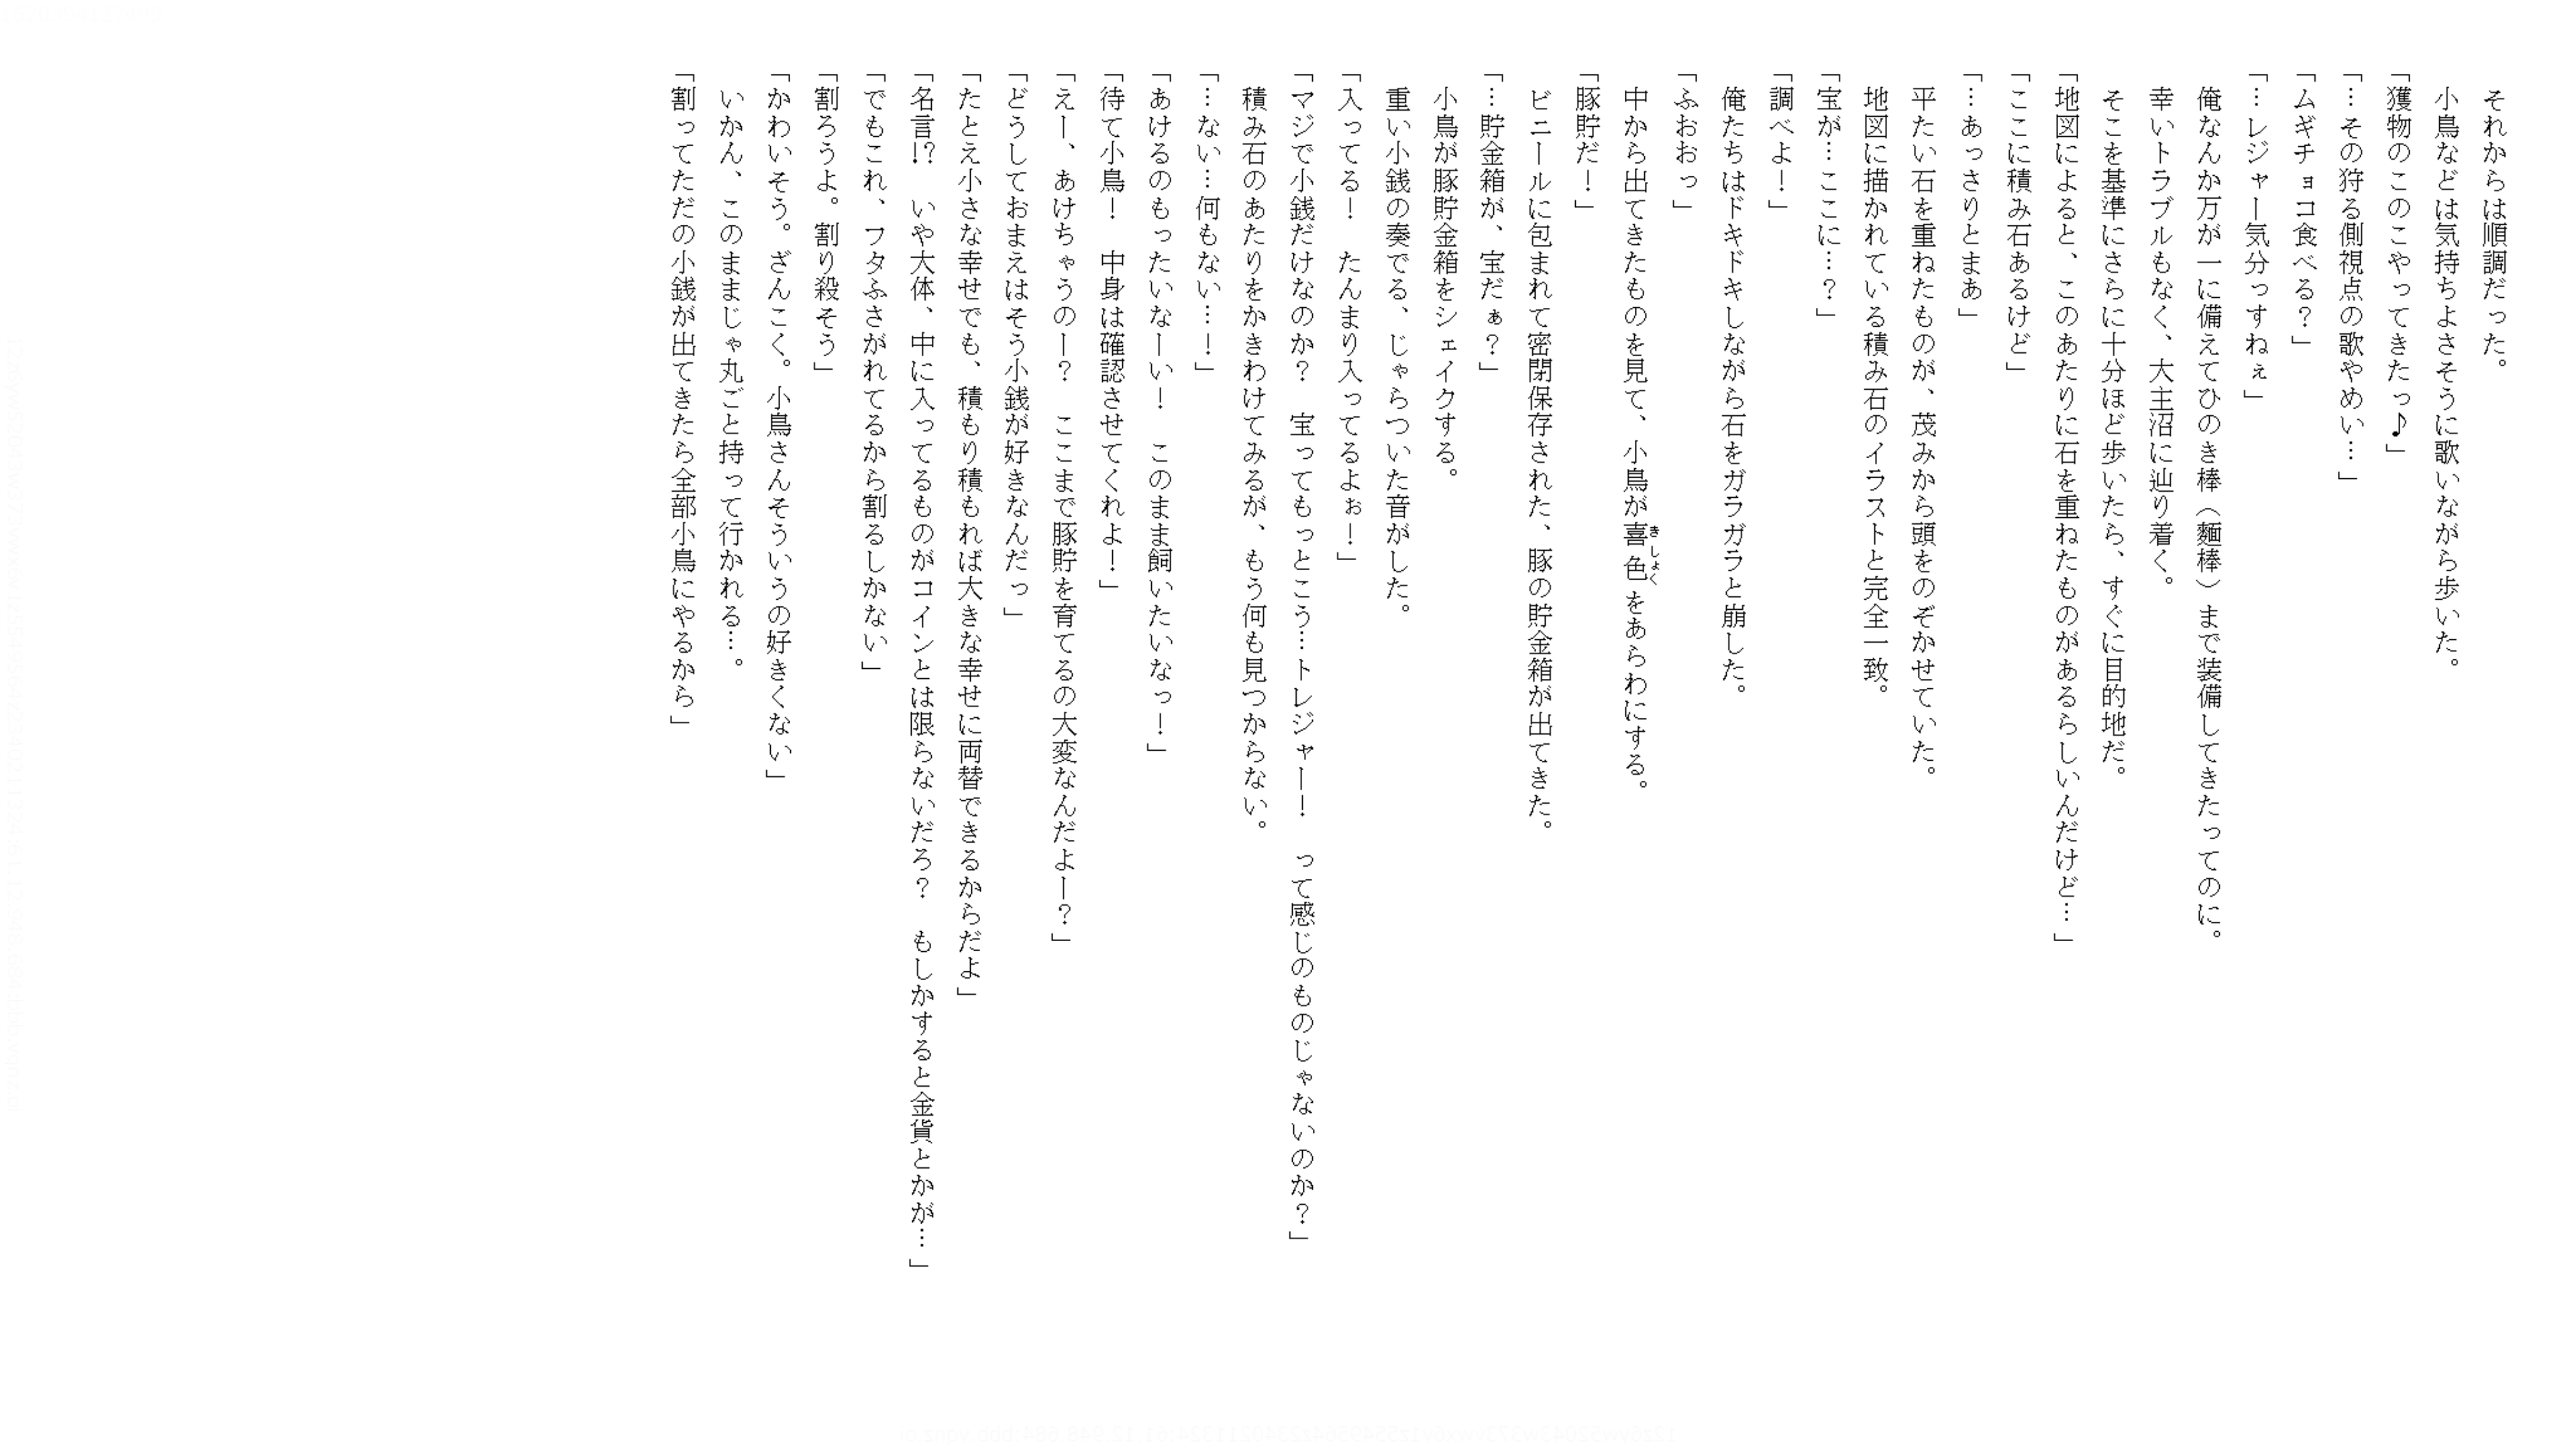 それからは順調だった。
小鳥などは気持ちよさそうに歌いながら歩いた。
「獲物のこのこやってきたっ♪」
「…その狩る側視点の歌やめい…」
「ムギチョコ食べる？」
「…レジャー気分っすねぇ」
俺なんか万が一に備えてひのき棒（麺棒）まで装備してきたってのに。
幸いトラブルもなく、大主沼に辿り着く。
そこを基準にさらに十分ほど歩いたら、すぐに目的地だ。
「地図によると、このあたりに石を重ねたものがあるらしいんだけど…」
「ここに積み石あるけど」
「…あっさりとまあ」
平たい石を重ねたものが、茂みから頭をのぞかせていた。
地図に描かれている積み石のイラストと完全一致。
「宝が…ここに…？」
「調べよ！」
俺たちはドキドキしながら石をガラガラと崩した。
「ふおおっ」
中から出てきたものを見て、小鳥が喜色きしょくをあらわにする。
「豚貯だ！」
ビニールに包まれて密閉保存された、豚の貯金箱が出てきた。
「…貯金箱が、宝だぁ？」
小鳥が豚貯金箱をシェイクする。
重い小銭の奏でる、じゃらついた音がした。
「入ってる！　たんまり入ってるよぉ！」
「マジで小銭だけなのか？　宝ってもっとこう…トレジャー！　って感じのものじゃないのか？」
積み石のあたりをかきわけてみるが、もう何も見つからない。
「…ない…何もない…！」
「あけるのもったいなーい！　このまま飼いたいなっ！」
「待て小鳥！　中身は確認させてくれよ！」
「えー、あけちゃうのー？　ここまで豚貯を育てるの大変なんだよー？」
「どうしておまえはそう小銭が好きなんだっ」
「たとえ小さな幸せでも、積もり積もれば大きな幸せに両替できるからだよ」
「名言!?　いや大体、中に入ってるものがコインとは限らないだろ？　もしかすると金貨とかが…」
「でもこれ、フタふさがれてるから割るしかない」
「割ろうよ。割り殺そう」
「かわいそう。ざんこく。小鳥さんそういうの好きくない」
いかん、このままじゃ丸ごと持って行かれる…。
「割ってただの小銭が出てきたら全部小鳥にやるから」